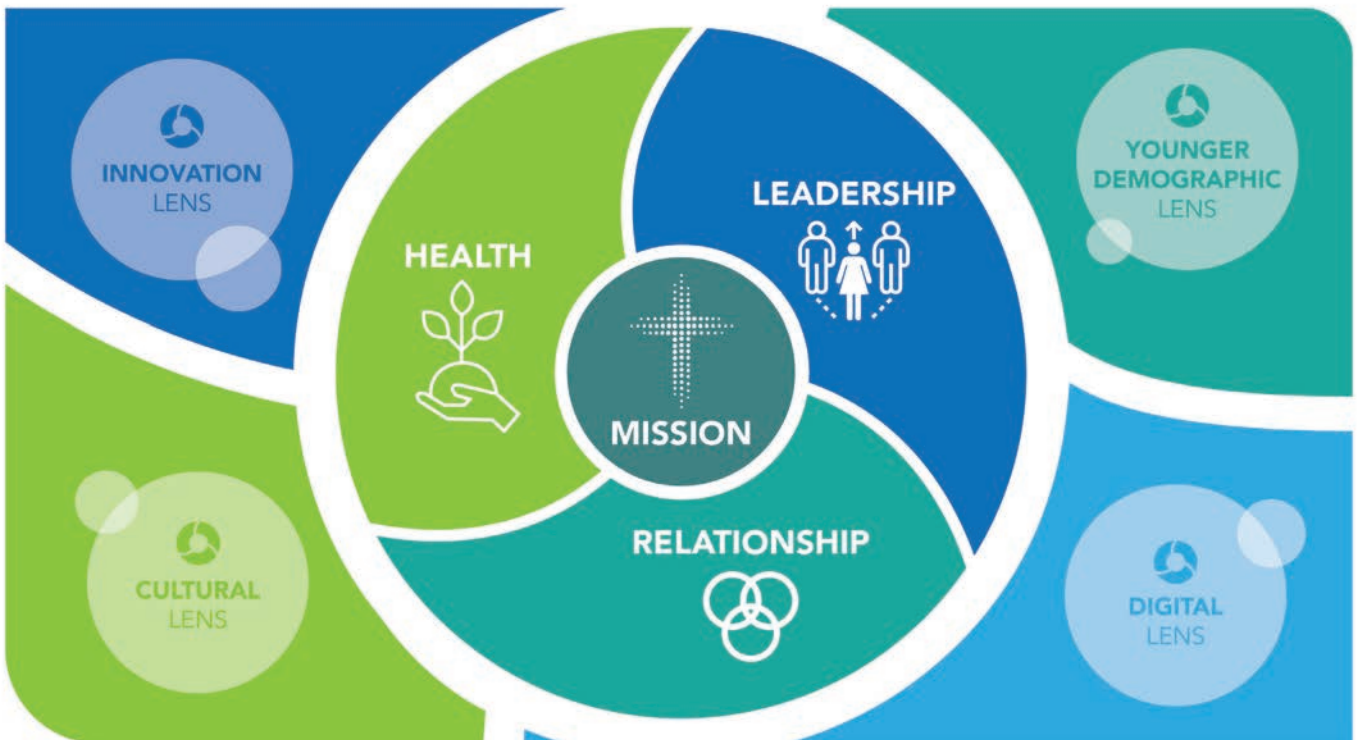 INNOVATION
LENS
YOUNGER
DEMOGRAPHIC
LENS
LEADERSHIP
HEALTH
MISSION
RELATIONSHIP
CULTURAL
LENS
DIGITAL
LENS